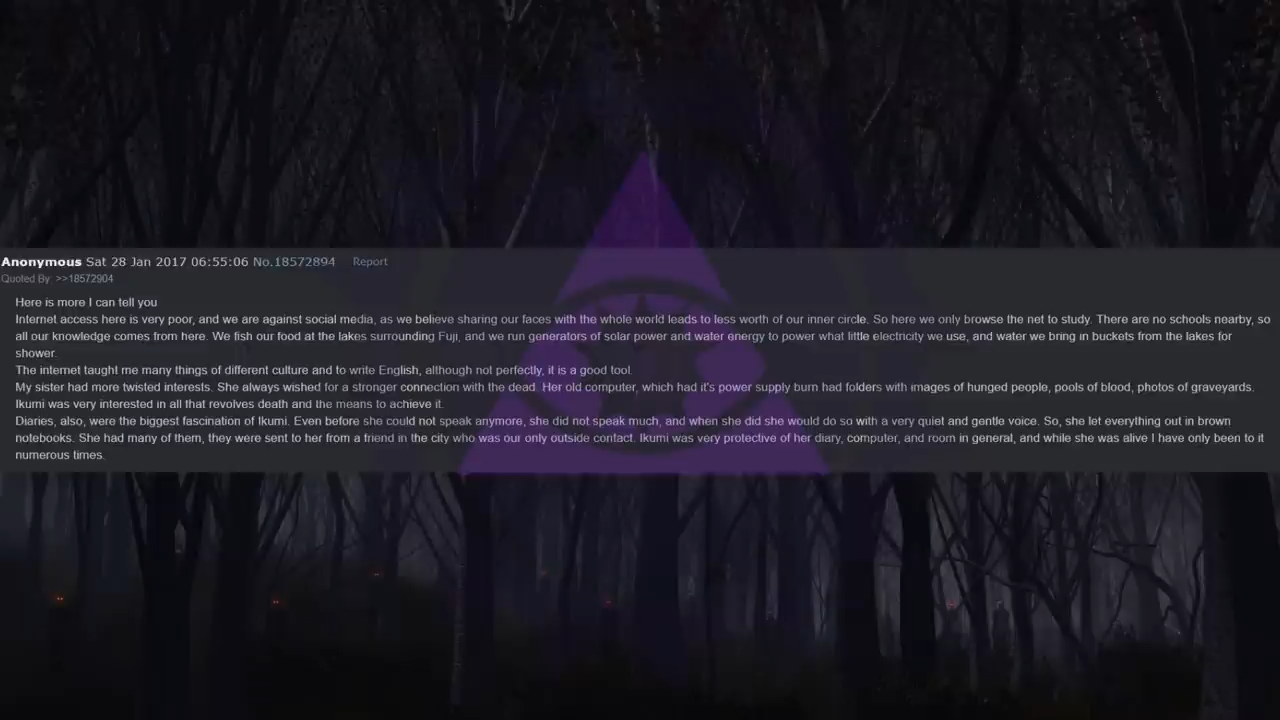 Anonymous Sat 28 Jan 2017 06:55:06 No.18572894 Report
Quoted By: >>18572904
Here is more I can tell you
Internet access here is very poor, and we are against social media, as we believe sharing our faces with the whole world leads to less worth of our inner circle. So here we only browse the net to study. There are no schools nearby, so
all our knowledge comes from here. We fish our food at the lakes surrounding Fuji, and we run generators of solar power and water energy to power what little electricity we use, and water we bring in buckets from the lakes for
shower.
The internet taught me many things of different culture and to write English, although not perfectly, it is a good tool.
My sister had more twisted interests. She always wished for a stronger connection with the dead. Her old computer, which had it's power supply burn had folders with images of hunged people, pools of blood, photos of graveyards.
Ikumi was very interested in all that revolves death and the means to achieve it.
Diaries, also, were the biggest fascination of Ikumi. Even before she could not speak anymore, she did not speak much, and when she did she would do so with a very quiet and gentle voice. So, she let everything out in brown
notebooks. She had many of them, they were sent to her from a friend in the city who was our only outside contact. Ikumi was very protective of her diary, computer, and room in general, and while she was alive I have only been to it
numerous times.